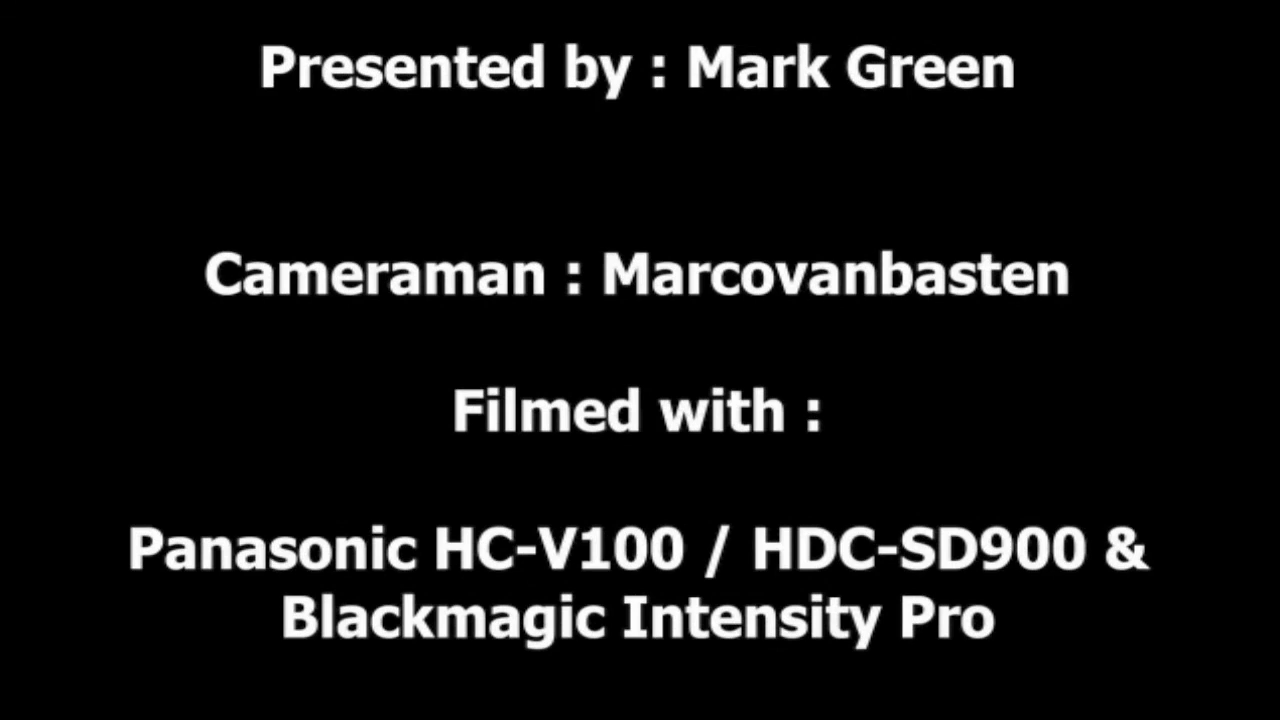 Presented by : Mark Green
Cameraman : Marcovanbasten
Filmed with :
Panasonic HC-V100 / HDC-SD900 &
Blackmagic Intensity Pro